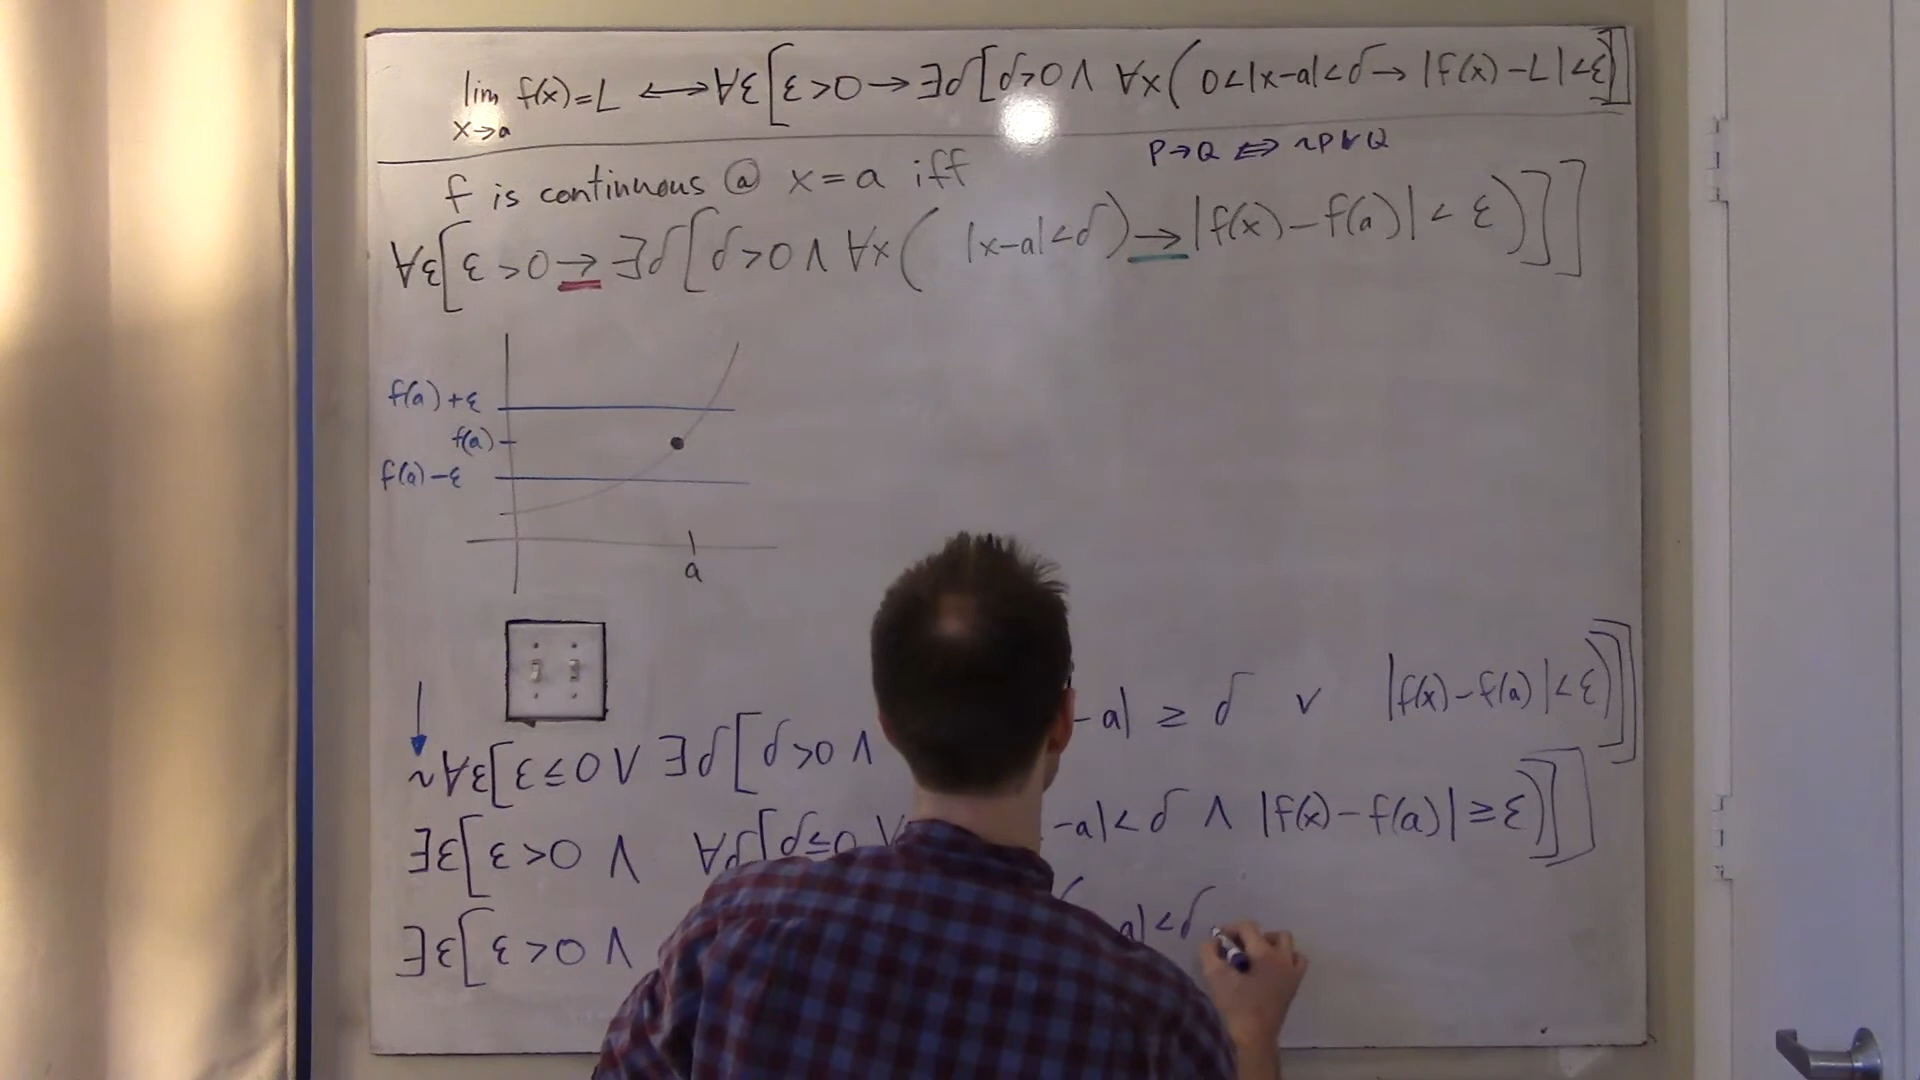 lim f(x)=L ⟷ ∀ε[ε>0→∃δ[δ>0∧ ∀x(0<|x-a|<δ→|f(x)-L|<ε)]]
x→a
P→Q ⇔ ~P∨Q
f is continuous @ x=a iff
∀ε[ε>0→∃δ[δ>0∧∀x(|x-a|<δ)→|f(x)-f(a)|<ε)]]
f(a)+ε
f(a)
f(a)-ε
a
~∀ε[ε≤0∨∃δ[δ>0∧ -a|≥δ ∨ |f(x)-f(a)|<ε)]]
∃ε[ε>0 ∧ ∀δ[δ≤0∨ -a|<δ ∧ |f(x)-f(a)|≥ε)]]
∃ε[ε>0 ∧ a|<δ